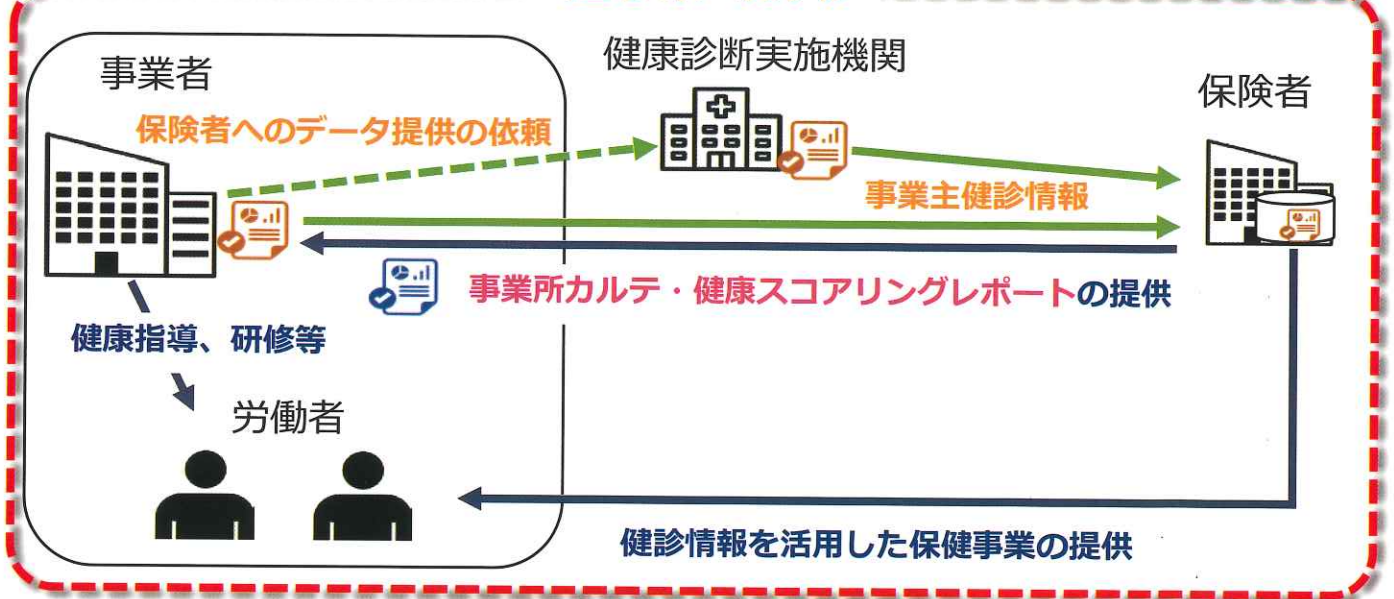 事業者
健康診断実施機関
保険者
保険者へのデータ提供の依頼
事業主健診情報
事業所カルテ・健康スコアリングレポートの提供
健康指導、研修等
労働者
健診情報を活用した保健事業の提供